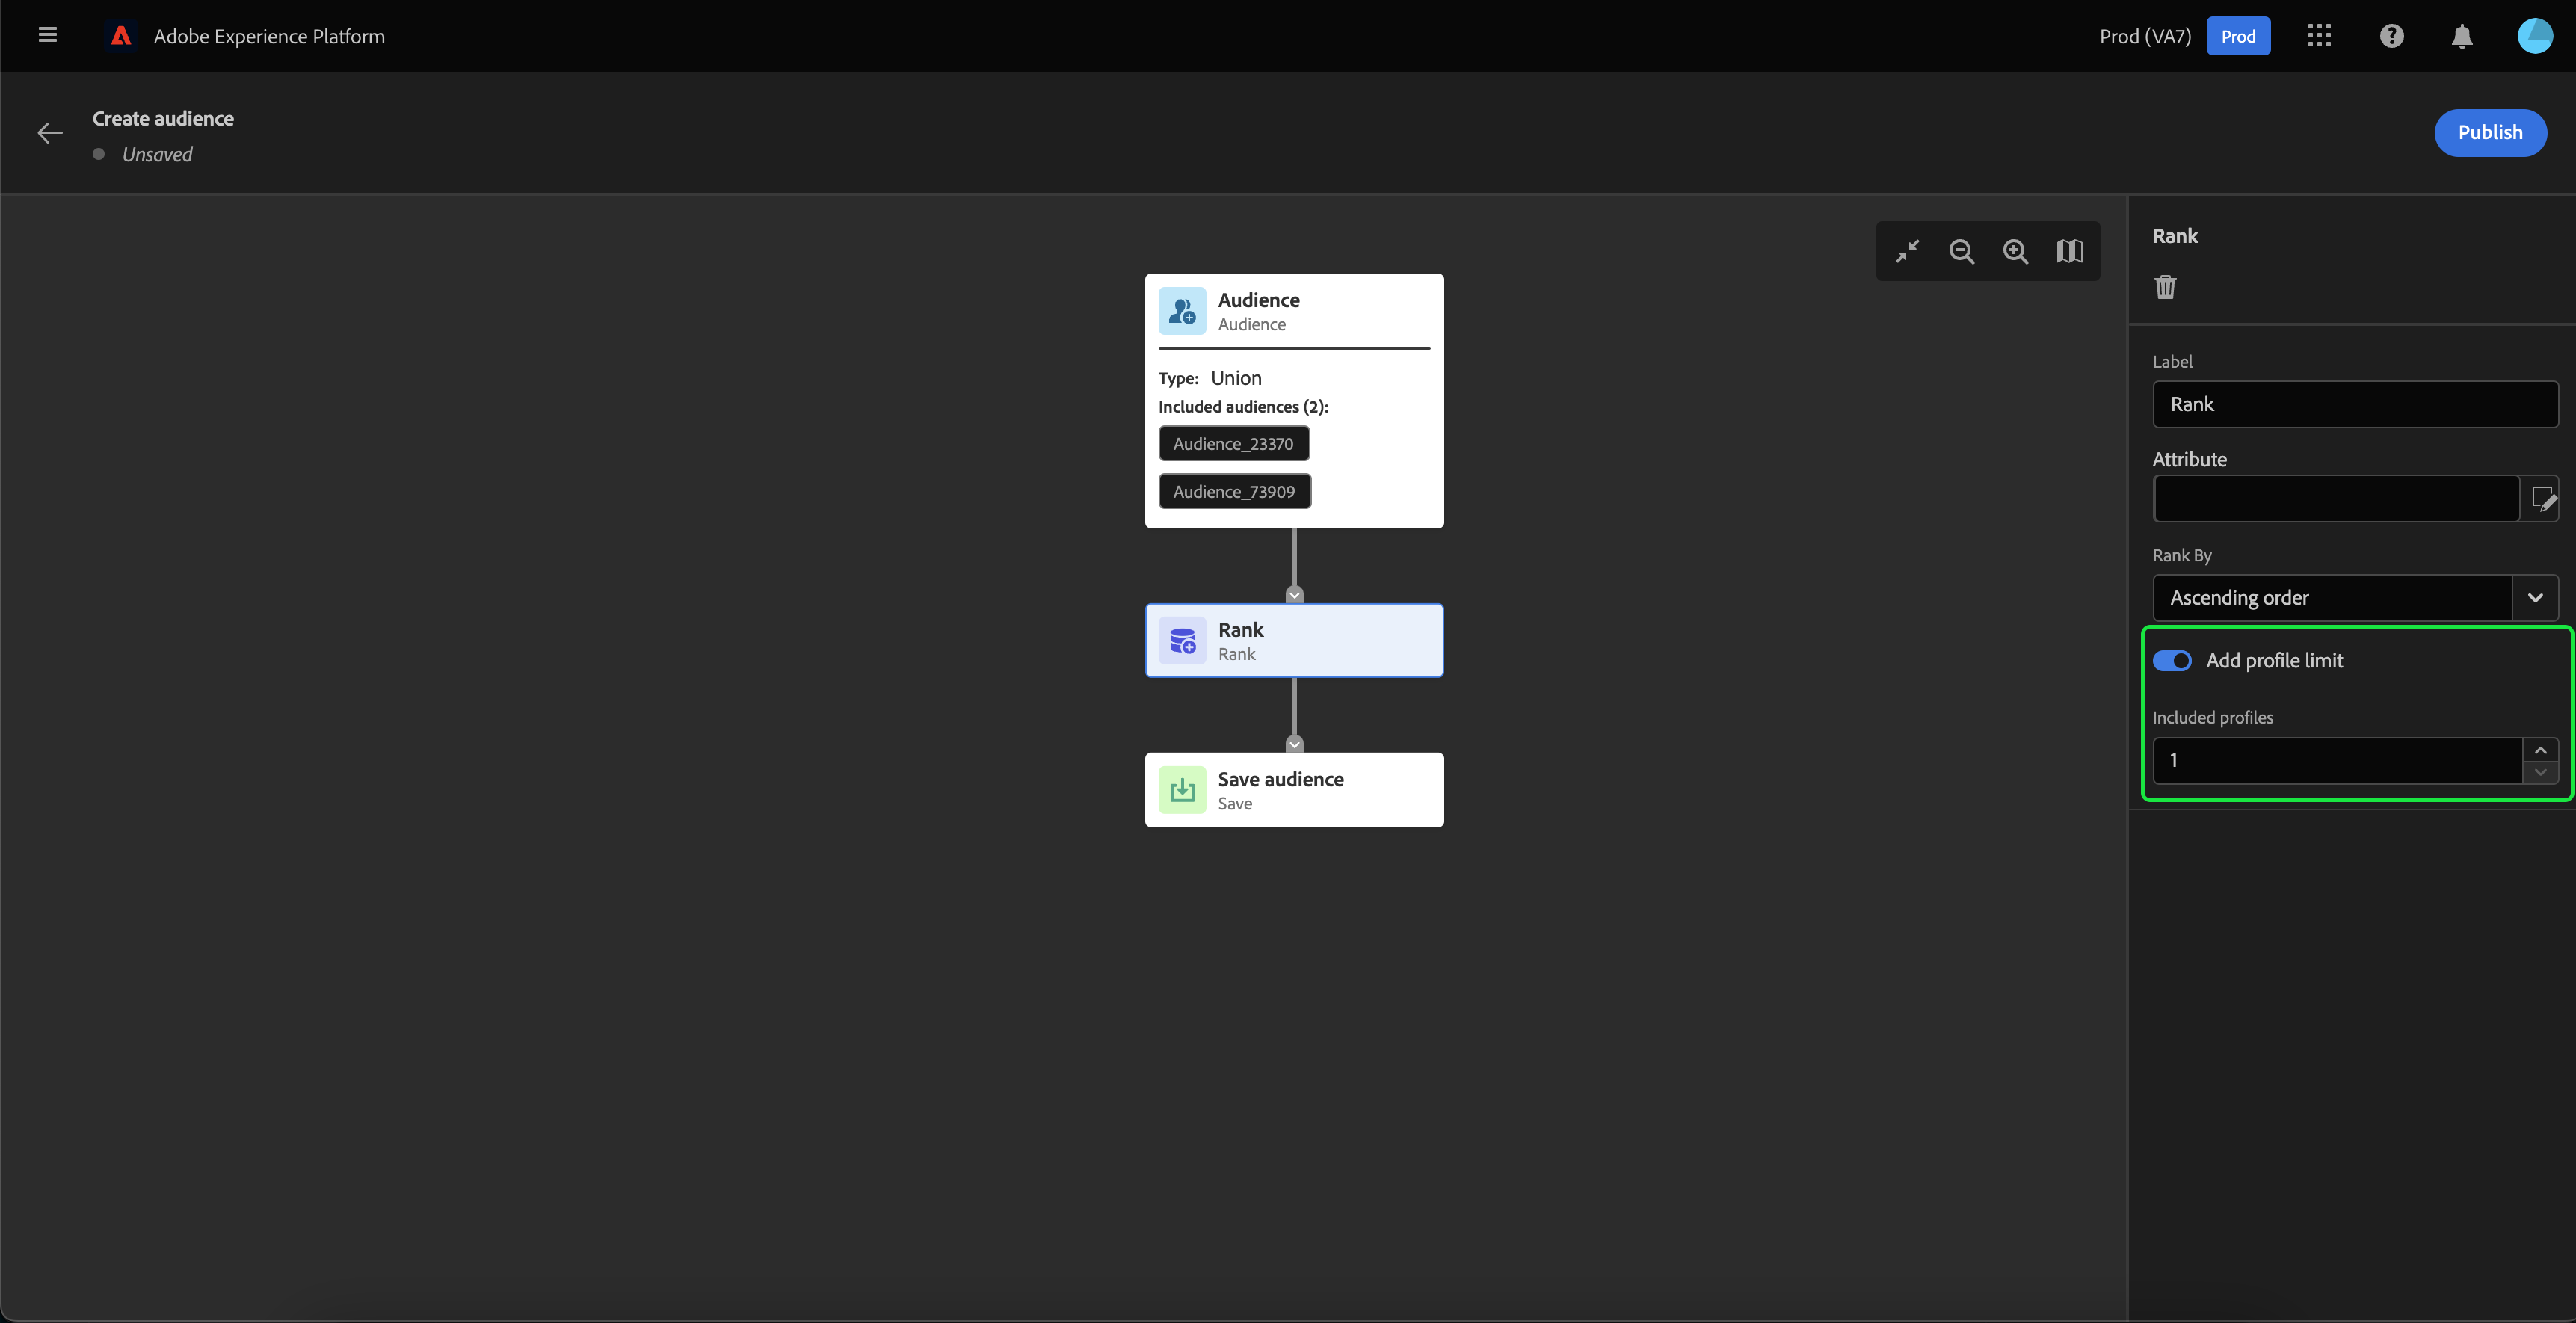 Adobe Experience Platform
Prod (VA7)
Prod
Create audience
Unsaved
Publish
Audience
Audience
Type: Union
Included audiences (2):
Audience_23370
Audience_73909
Rank
Rank
Save audience
Save
Rank
Label
Rank
Attribute
Rank By
Ascending order
Add profile limit
Included profiles
1